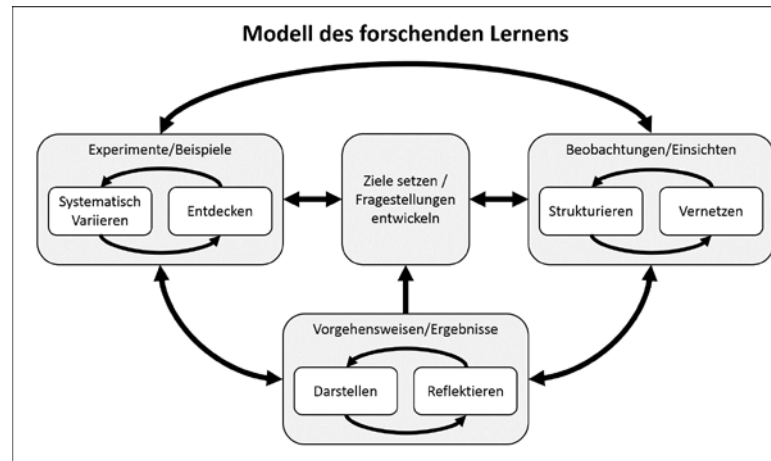 Modell des forschenden Lernens
Experimente/Beispiele
Systematisch
Variieren
Entdecken
Ziele setzen /
Fragestellungen
entwickeln
Beobachtungen/Einsichten
Strukturieren
Vernetzen
Vorgehensweisen/Ergebnisse
Darstellen
Reflektieren